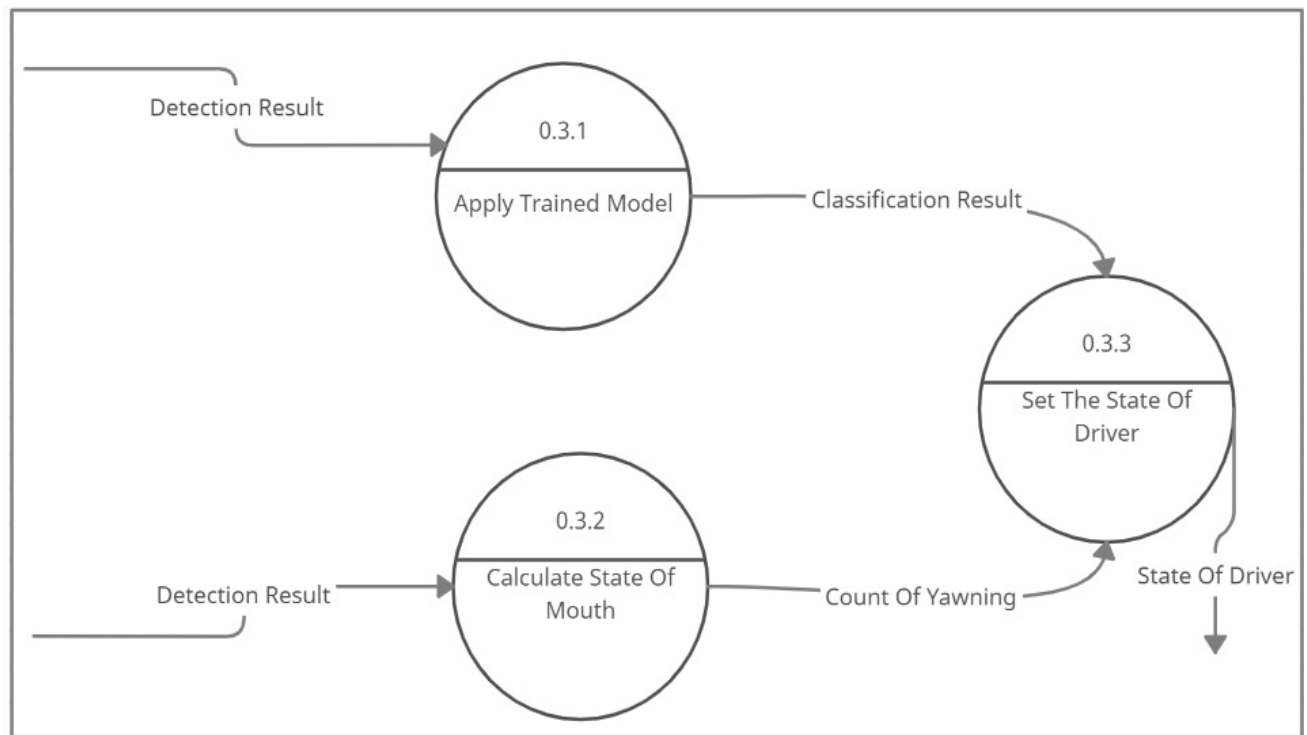 Detection Result
0.3.1
Apply Trained Model
Classification Result
0.3.3
Set The State Of
Driver
0.3.2
Calculate State Of
Mouth
Detection Result
Count Of Yawning
State Of Driver